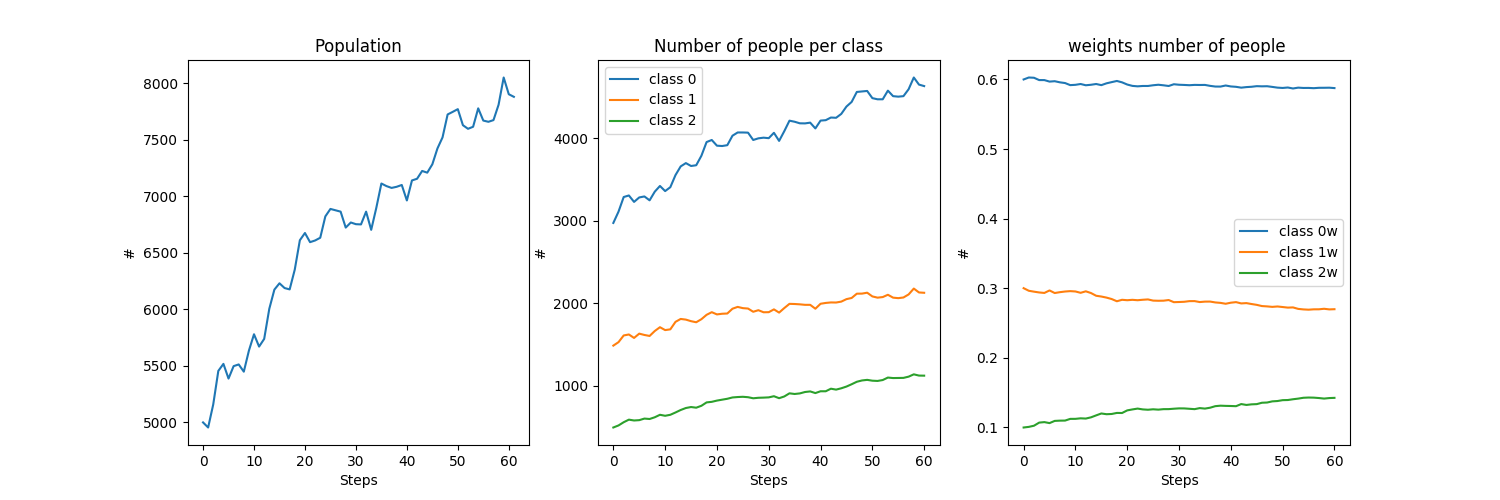 Population
8000
7500
7000
6500
6000
5500
5000
#
0 10 20 30 40 50 60
Steps
Number of people per class
class 0
class 1
class 2
4000
3000
2000
1000
#
0 10 20 30 40 50 60
Steps
weights number of people
0.6
0.5
0.4
0.3
0.2
0.1
#
class 0w
class 1w
class 2w
0 10 20 30 40 50 60
Steps